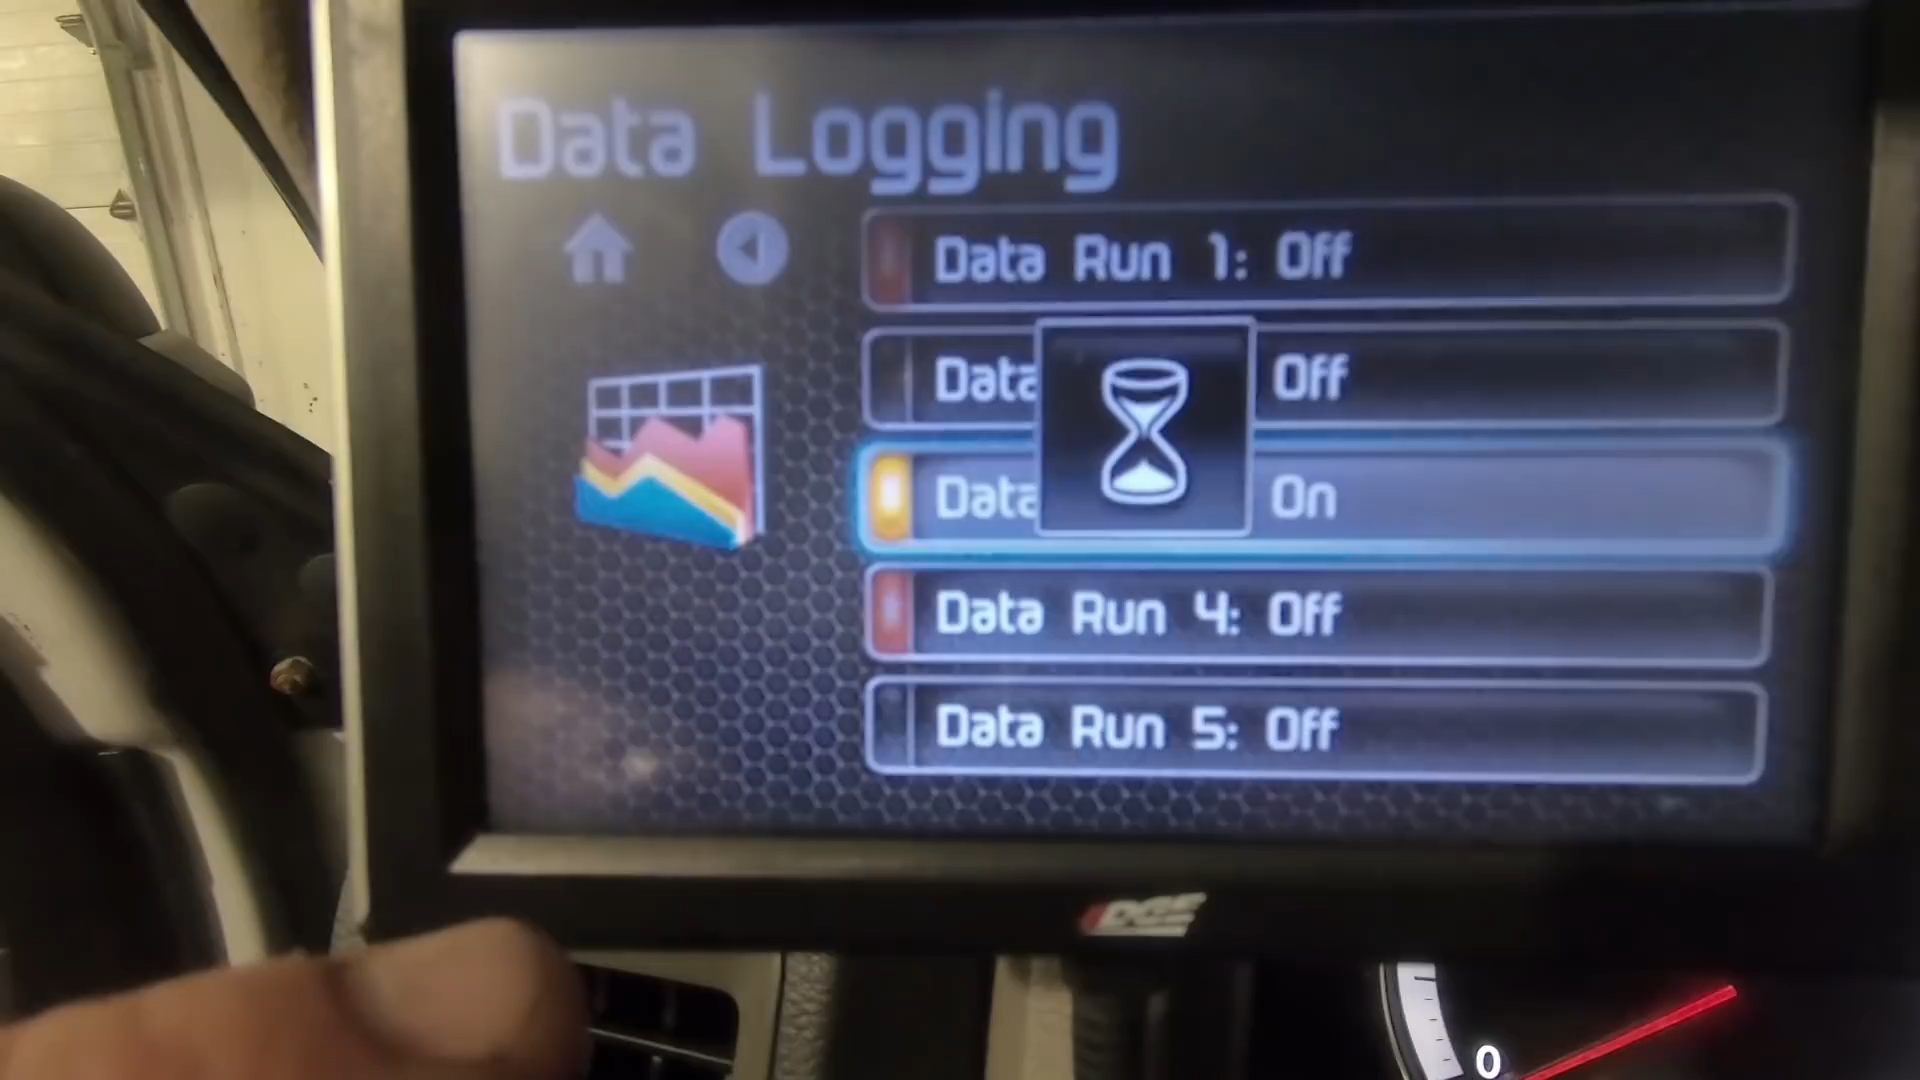 Data Logging
Data Run 1: Off
Data Off
Data On
Data Run 4: Off
Data Run 5: Off
EDGE
0